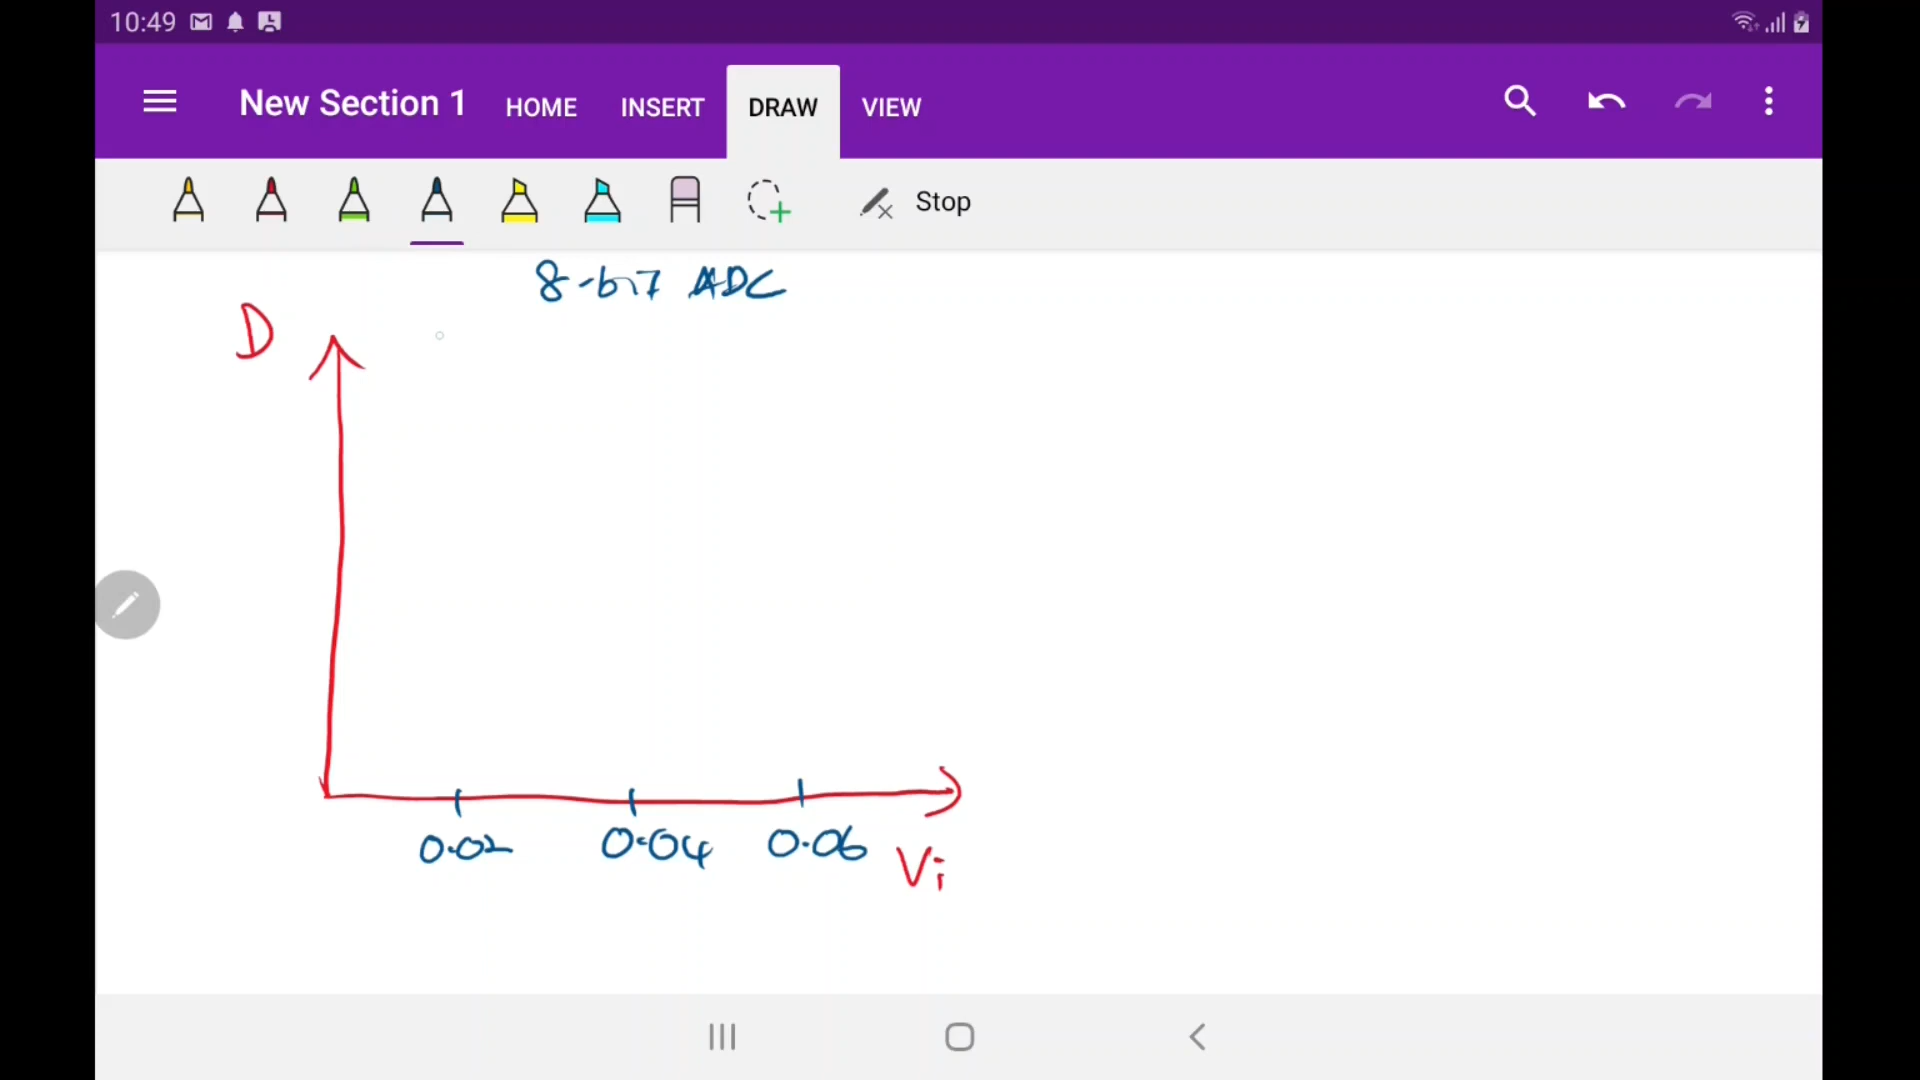 10:49
New Section 1 HOME INSERT DRAW VIEW
Stop
8-bit ADC
D
0.02 0.04 0.06
Vi